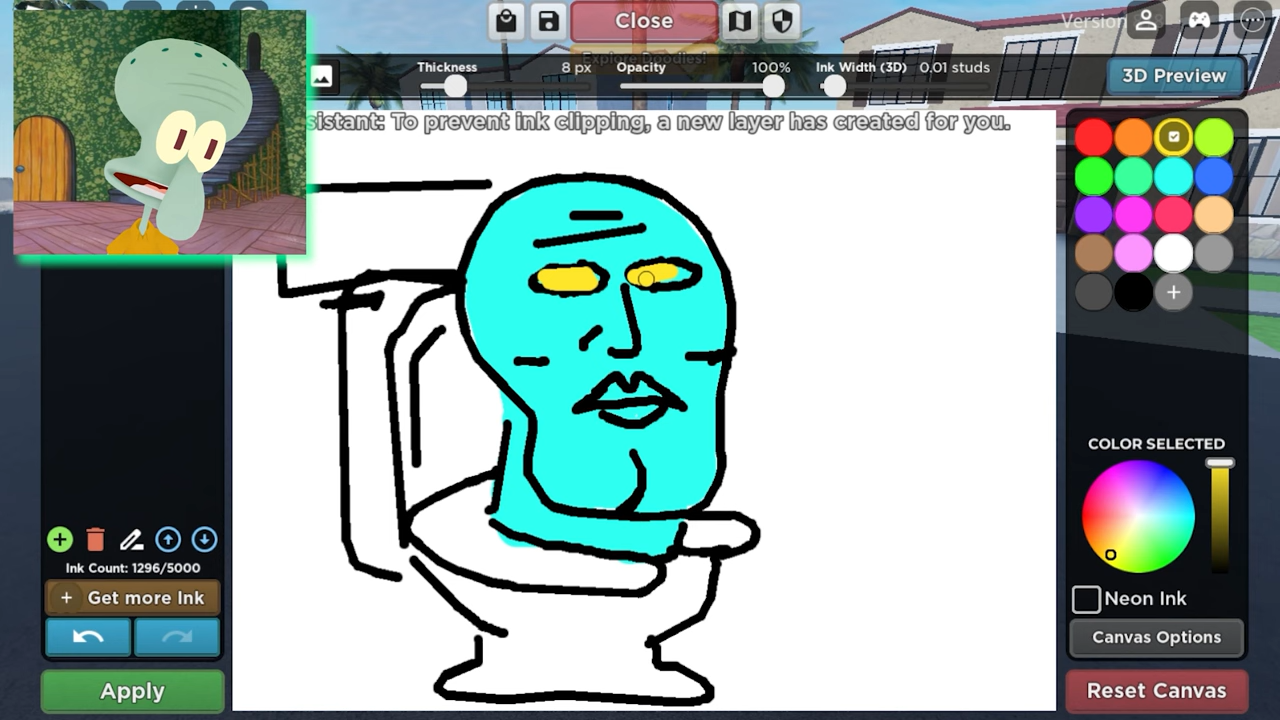 Close
Version
Explore Doodles!
Thickness 8 px Opacity 100% Ink Width (3D) 0.01 studs
3D Preview
sistant: To prevent ink clipping, a new layer has created for you.
COLOR SELECTED
Ink Count: 1296/5000
+ Get more Ink
Neon Ink
Canvas Options
Apply
Reset Canvas